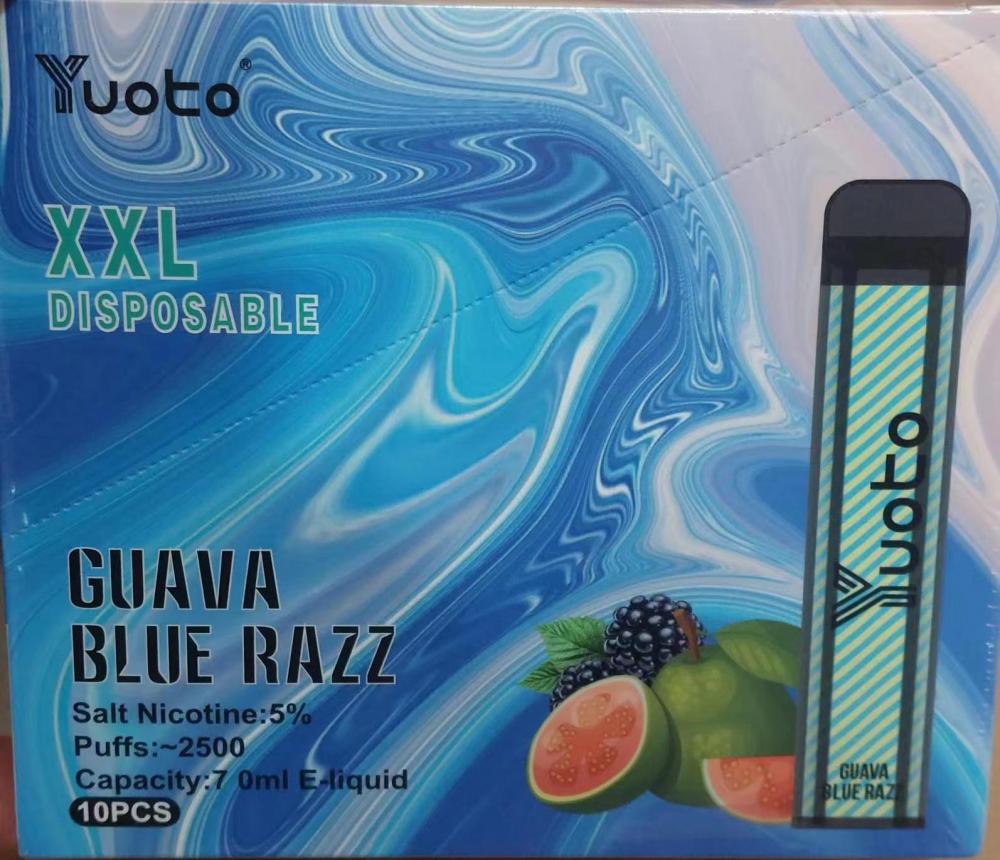 Yuoto®
XXL
DISPOSABLE
GUAVA
BLUE RAZZ
Salt Nicotine:5%
Puffs:~2500
Capacity:7 0ml E-liquid
10PCS
Yuoto
GUAVA
BLUE RAZZ